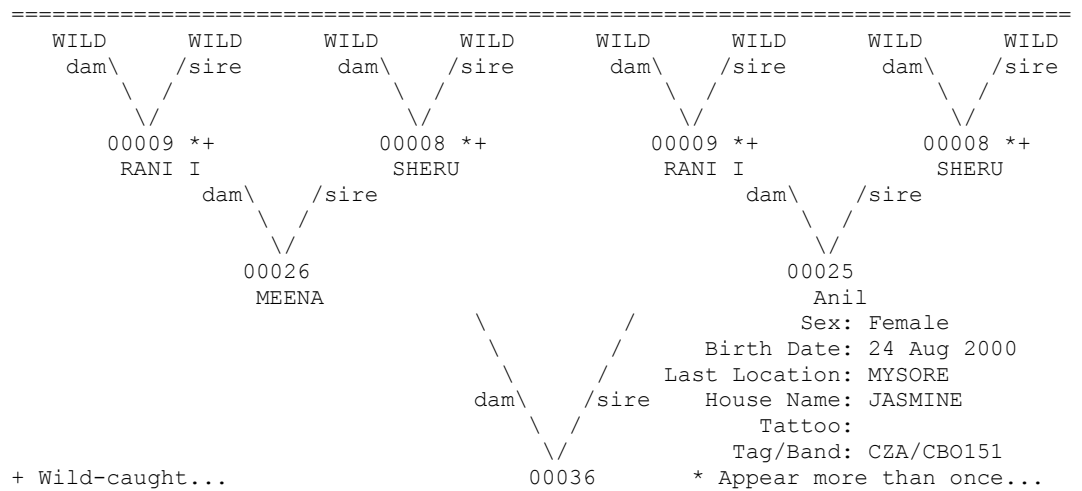 ==============================================================================
   WILD      WILD      WILD      WILD      WILD      WILD      WILD      WILD
    dam\    /sire       dam\    /sire       dam\    /sire       dam\    /sire
        \  /                \  /                \  /                \  /
         \/                  \/                  \/                  \/
       00009 *+            00008 *+            00009 *+            00008 *+
        RANI I              SHERU               RANI I              SHERU
              dam\    /sire                           dam\    /sire
                  \  /                                    \  /
                   \/                                      \/
                 00026                                   00025
                  MEENA                                    Anil
                                  \          /            Sex: Female
                                   \        /      Birth Date: 24 Aug 2000
                                    \      /    Last Location: MYSORE
                                  dam\    /sire    House Name: JASMINE
                                      \  /             Tattoo:
                                       \/            Tag/Band: CZA/CBO151
+ Wild-caught...                      00036       * Appear more than once...